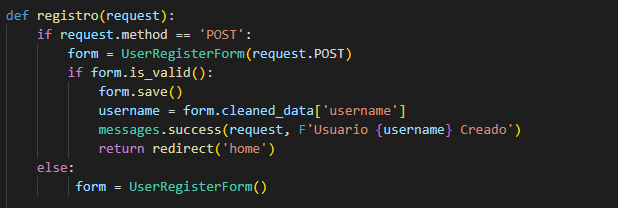 def registro(request):
    if request.method == 'POST':
        form = UserRegisterForm(request.POST)
        if form.is_valid():
            form.save()
            username = form.cleaned_data['username']
            messages.success(request, F'Usuario {username} Creado')
            return redirect('home')
    else:
         form = UserRegisterForm()